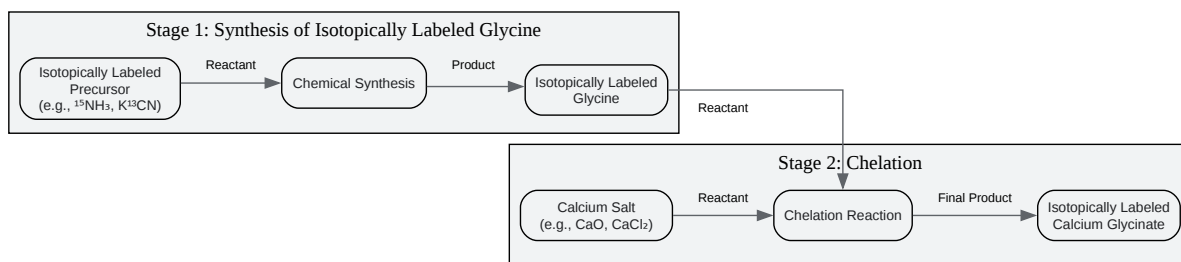 Stage 1: Synthesis of Isotopically Labeled Glycine
Isotopically Labeled
Precursor
(e.g., ¹⁵NH₃, K¹³CN)
Reactant
Chemical Synthesis
Product
Isotopically Labeled
Glycine
Reactant
Stage 2: Chelation
Calcium Salt
(e.g., CaO, CaCl₂)
Reactant
Chelation Reaction
Final Product
Isotopically Labeled
Calcium Glycinate